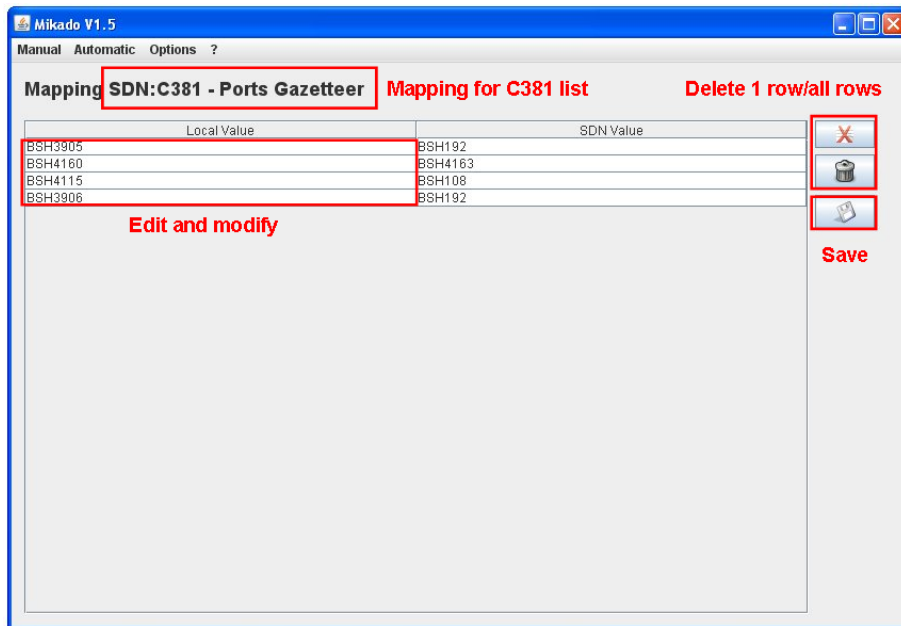 Mikado V1.5
Manual Automatic Options ?
Mapping SDN:C381 - Ports Gazetteer Mapping for C381 list Delete 1 row/all rows
Local Value SDN Value
BSH3905 BSH192
BSH4160 BSH4163
BSH4115 BSH108
BSH3906 BSH192
Edit and modify
Save